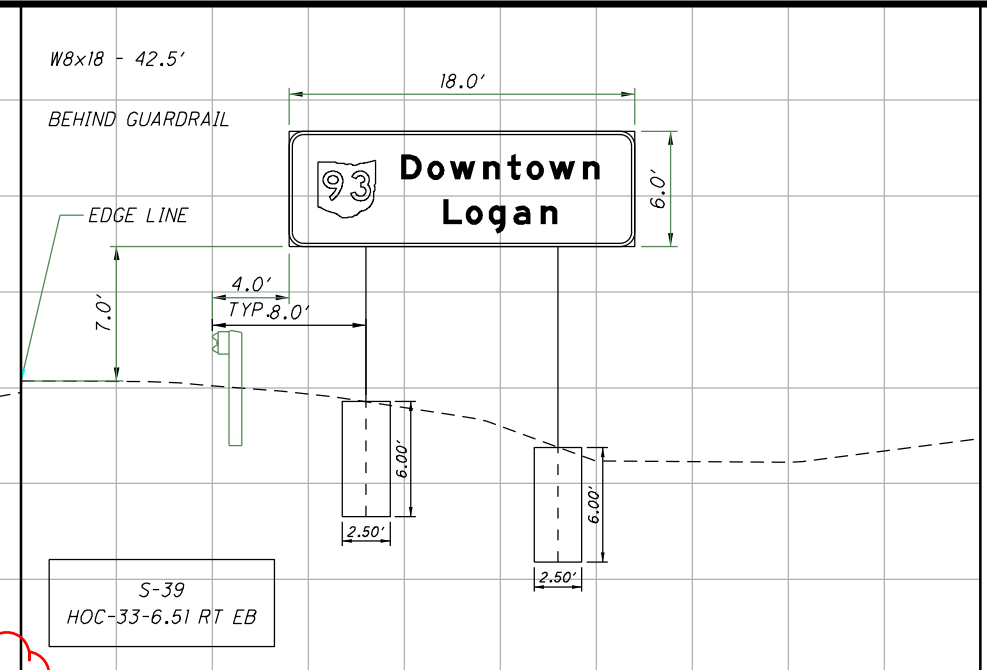 W8x18 - 42.5'
18.0'
BEHIND GUARDRAIL
93
Downtown
Logan
6.0'
EDGE LINE
7.0'
4.0'
TYP.8.0'
6.00'
2.50'
6.00'
2.50'
S-39
HOC-33-6.51 RT EB